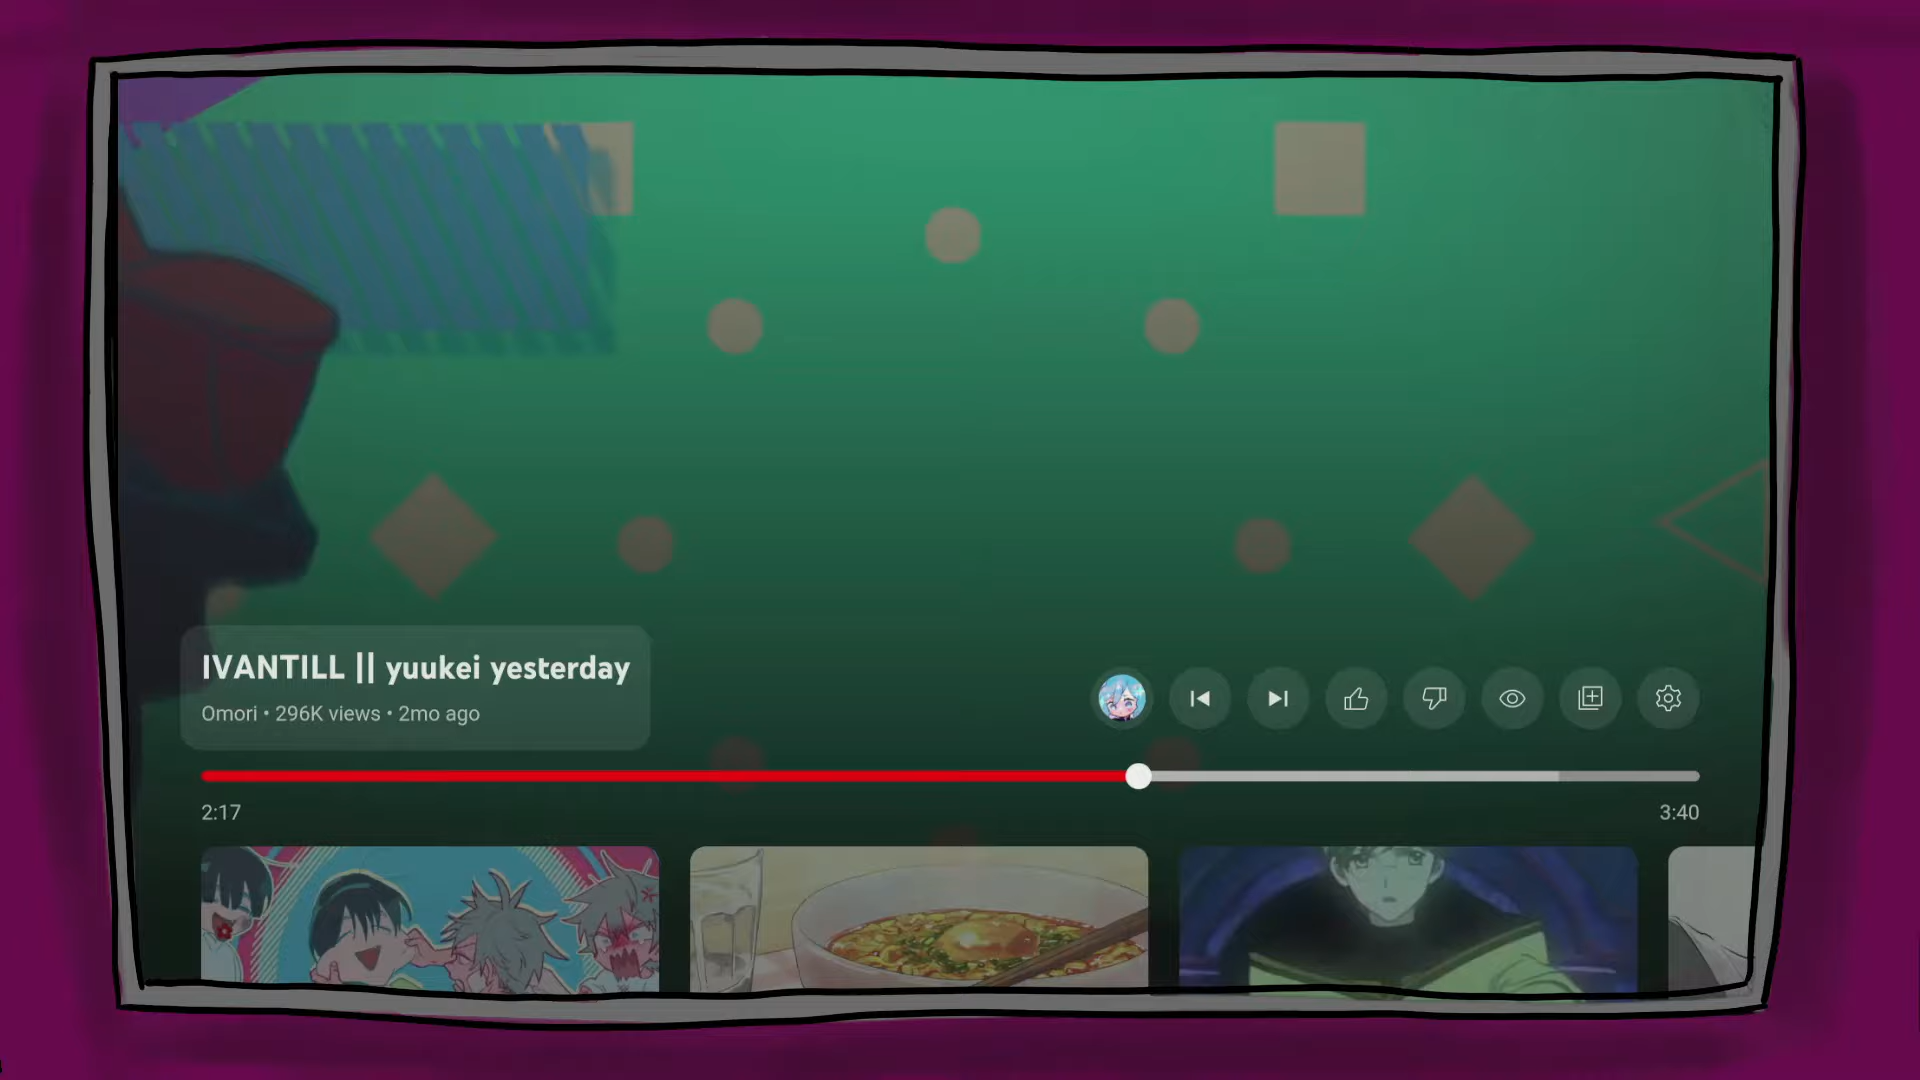 IVANTILL || yuukei yesterday
Omori • 296K views • 2mo ago
2:17
3:40